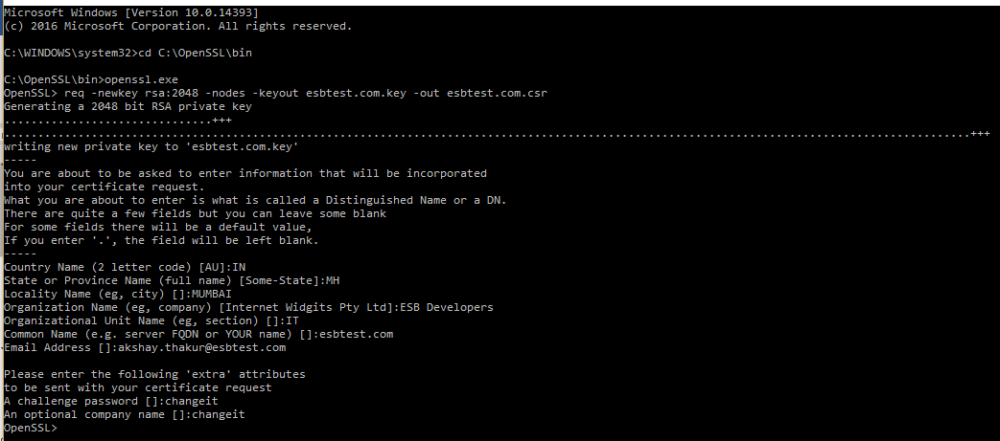 Microsoft Windows [Version 10.0.14393]
(c) 2016 Microsoft Corporation. All rights reserved.
C:\WINDOWS\system32>cd C:\OpenSSL\bin
C:\OpenSSL\bin>openssl.exe
OpenSSL> req -newkey rsa:2048 -nodes -keyout esbtest.com.key -out esbtest.com.csr
Generating a 2048 bit RSA private key
...............................+++
................................................................................................................................................+++
writing new private key to 'esbtest.com.key'
-----
You are about to be asked to enter information that will be incorporated
into your certificate request.
What you are about to enter is what is called a Distinguished Name or a DN.
There are quite a few fields but you can leave some blank
For some fields there will be a default value,
If you enter '.', the field will be left blank.
-----
Country Name (2 letter code) [AU]:IN
State or Province Name (full name) [Some-State]:MH
Locality Name (eg, city) []:MUMBAI
Organization Name (eg, company) [Internet Widgits Pty Ltd]:ESB Developers
Organizational Unit Name (eg, section) []:IT
Common Name (e.g. server FQDN or YOUR name) []:esbtest.com
Email Address []:akshay.thakur@esbtest.com
Please enter the following 'extra' attributes
to be sent with your certificate request
A challenge password []:changeit
An optional company name []:changeit
OpenSSL>